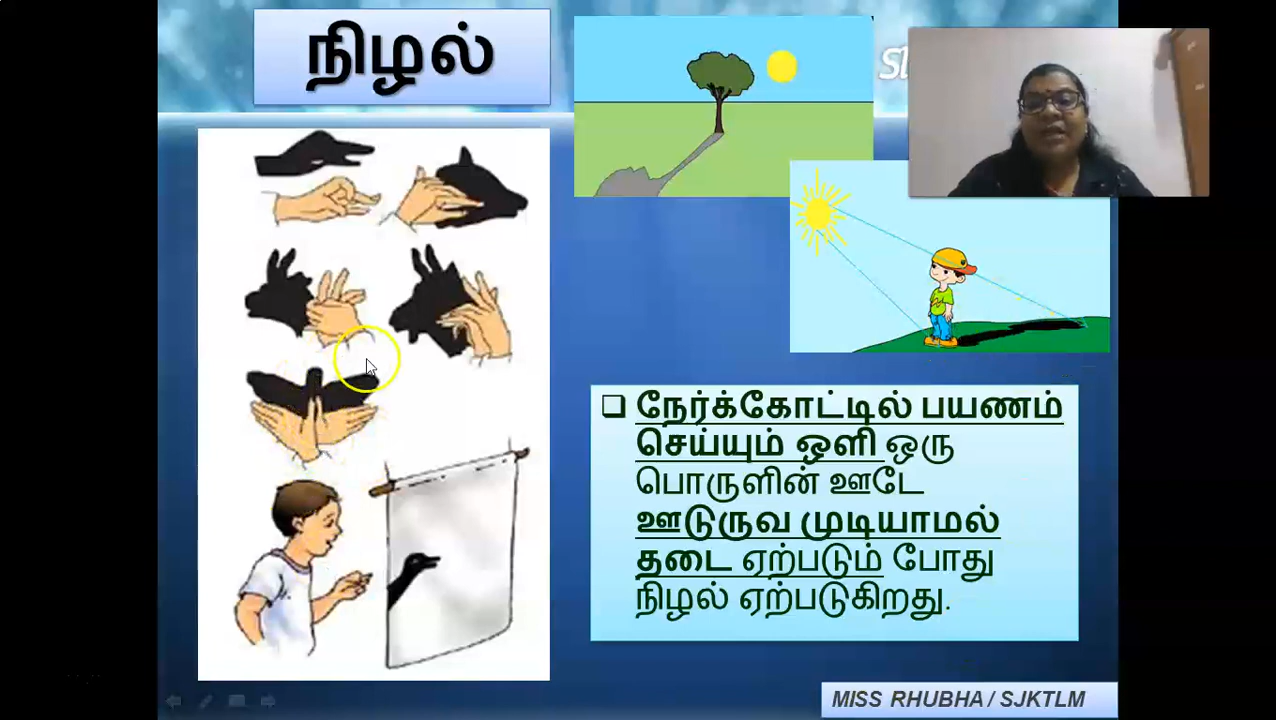 நிழல்
❑ நேர்க்கோட்டில் பயணம்
செய்யும் ஒளி ஒரு
பொருளின் ஊடே
ஊடுருவ முடியாமல்
தடை ஏற்படும் போது
நிழல் ஏற்படுகிறது.
MISS RHUBHA / SJKTLM